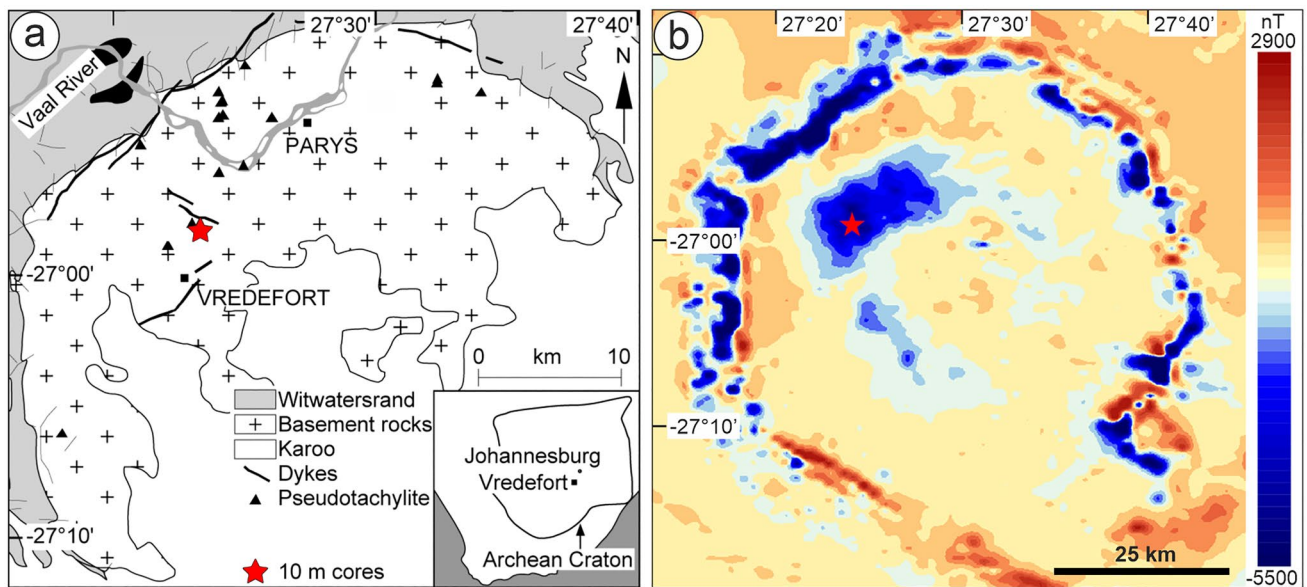 a
27°30'
27°40'
N
Vaal River
PARYS
-27°00'
VREDEFORT
0 km 10
Witwatersrand
Basement rocks
Karoo
Dykes
Pseudotachylite
10 m cores
-27°10'
Johannesburg
Vredefort
Archean Craton
b
27°20'
27°30'
27°40'
nT
2900
-27°00'
-27°10'
25 km
-5500